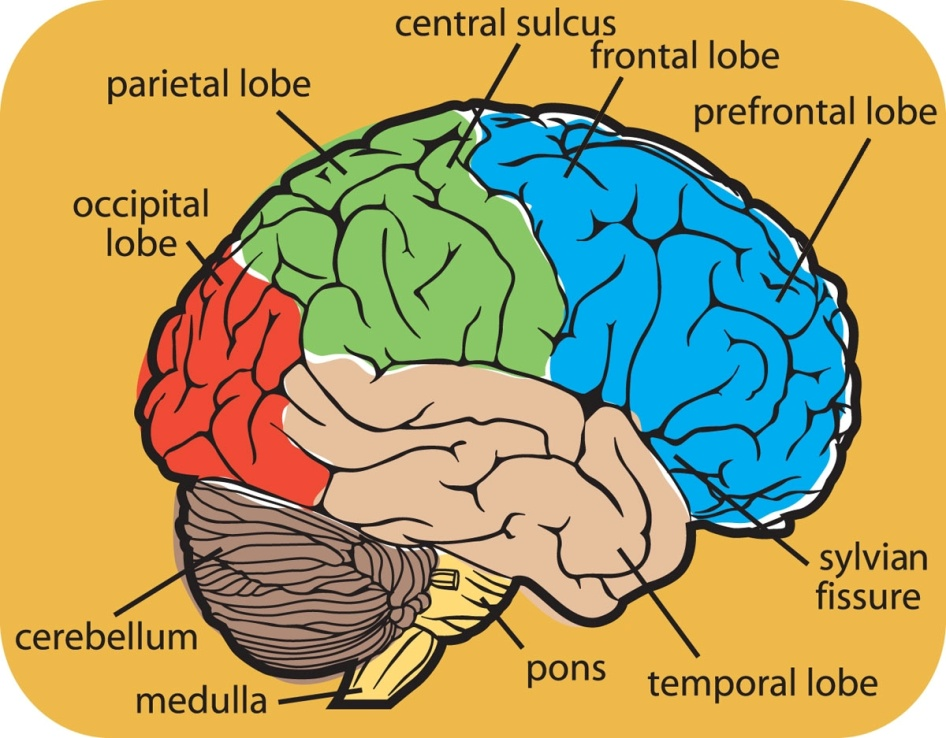 central sulcus
frontal lobe
parietal lobe
prefrontal lobe
occipital
lobe
sylvian
fissure
cerebellum
pons
temporal lobe
medulla